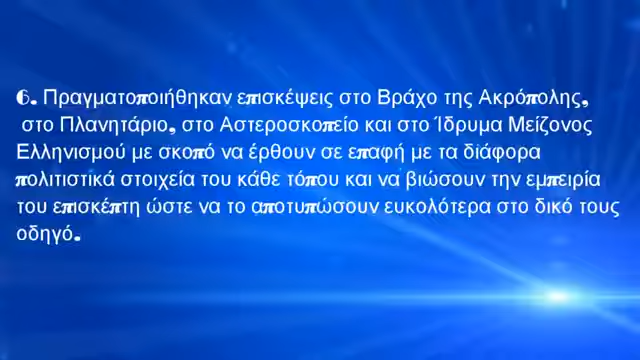 6. Πραγματοποιήθηκαν επισκέψεις στο Βράχο της Ακρόπολης,
στο Πλανητάριο, στο Αστεροσκοπείο και στο Ίδρυμα Μείζονος
Ελληνισμού με σκοπό να έρθουν σε επαφή με τα διάφορα
πολιτιστικά στοιχεία του κάθε τόπου και να βιώσουν την εμπειρία
του επισκέπτη ώστε να το αποτυπώσουν ευκολότερα στο δικό τους
οδηγό.